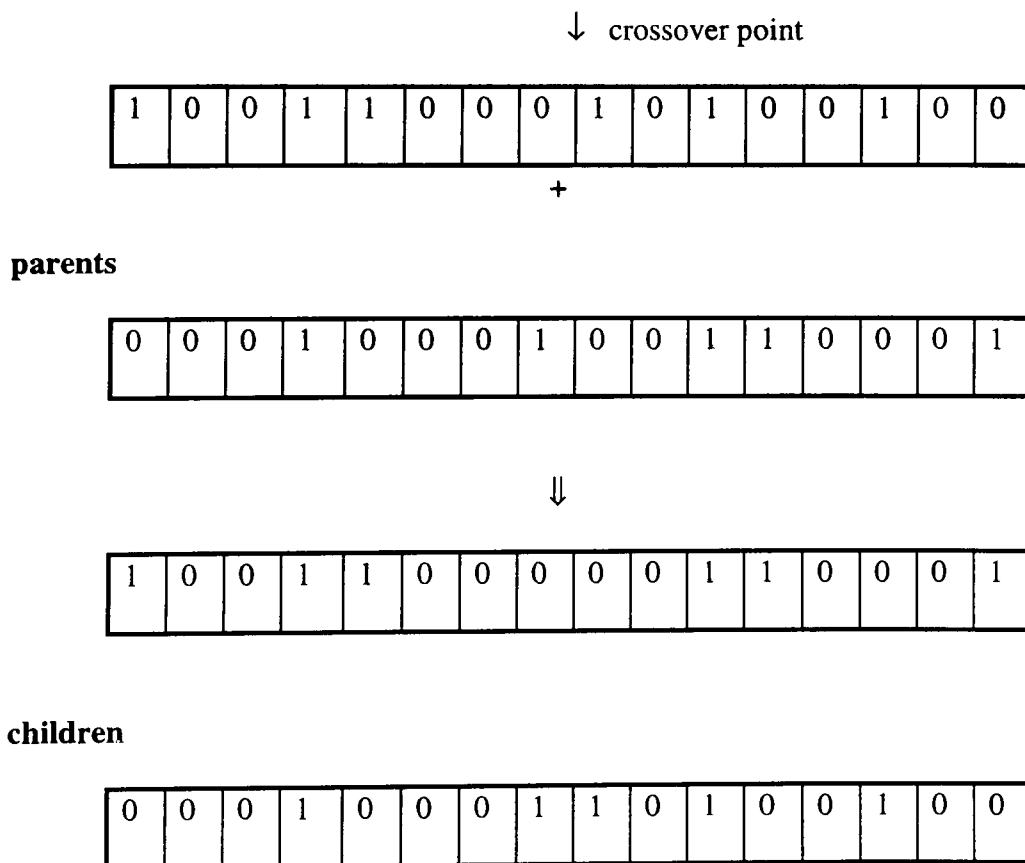 ↓ crossover point
1 0 0 1 1 0 0 0 1 0 1 0 0 1 0 0
+
parents
0 0 0 1 0 0 0 1 0 0 1 1 0 0 0 1
⇓
1 0 0 1 1 0 0 0 0 0 1 1 0 0 0 1
children
0 0 0 1 0 0 0 1 1 0 1 0 0 1 0 0